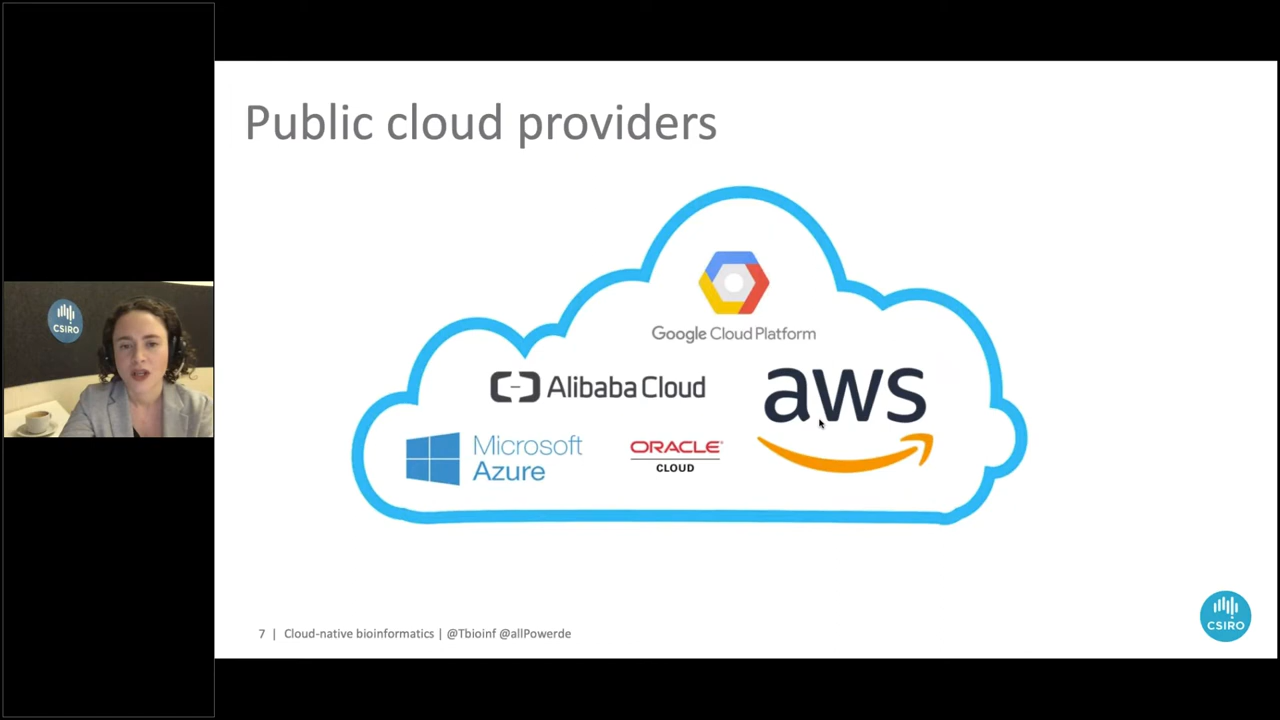 Public cloud providers
Google Cloud Platform
Alibaba Cloud
aws
Microsoft
Azure
ORACLE
CLOUD
CSIRO
7 | Cloud-native bioinformatics | @Tbioinf @allPowerde
CSIRO